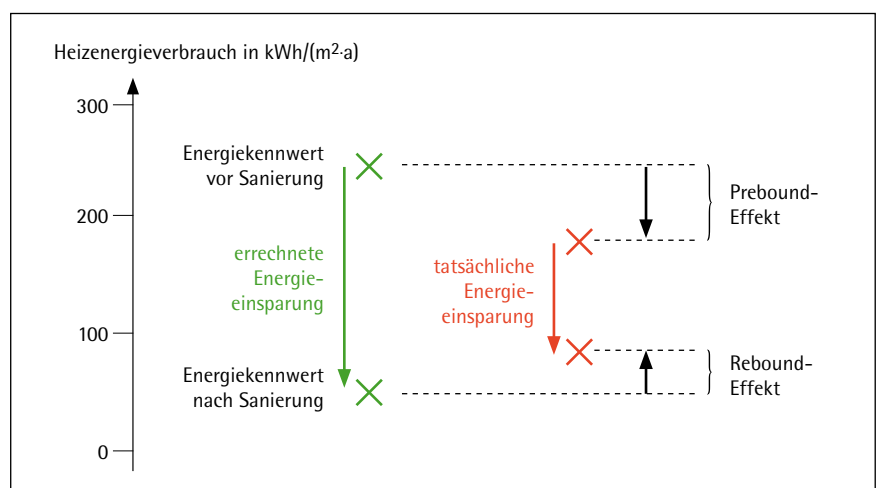 Heizenergieverbrauch in kWh/(m²·a)
300
Energiekennwert
vor Sanierung
Prebound-
Effekt
200
errechnete
Energie-
einsparung
tatsächliche
Energie-
einsparung
100
Energiekennwert
nach Sanierung
Rebound-
Effekt
0